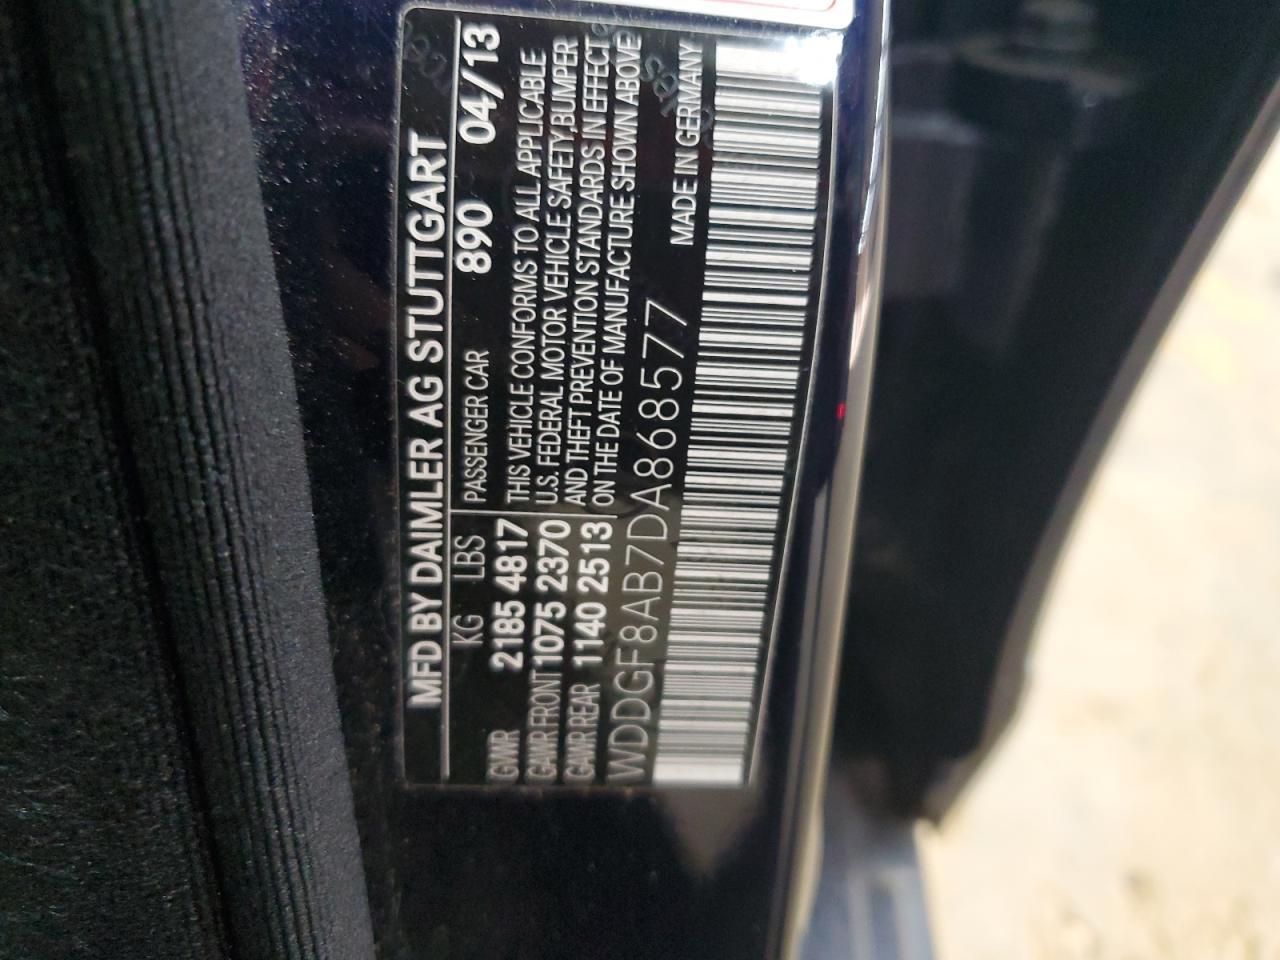 MFD BY DAIMLER AG STUTTGART
KG LBS PASSENGER CAR 890 04/13
GVWR 2185 4817 THIS VEHICLE CONFORMS TO ALL APPLICABLE
GAWR FRONT 1075 2370 U.S. FEDERAL MOTOR VEHICLE SAFETY,BUMPER
GAWR REAR 1140 2513 AND THEFT PREVENTION STANDARDS IN EFFECT
ON THE DATE OF MANUFACTURE SHOWN ABOVE
WDDGF8AB7DA868577
MADE IN GERMANY